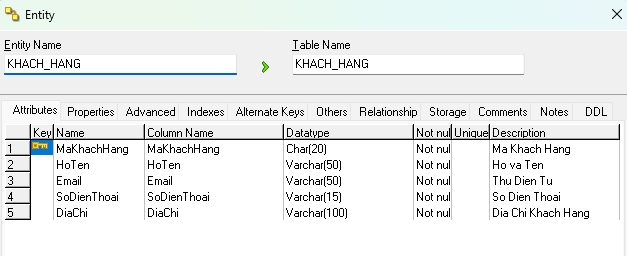 Entity
Entity Name Table Name
KHACH_HANG KHACH_HANG
Attributes Properties Advanced Indexes Alternate Keys Others Relationship Storage Comments Notes DDL
Key Name Column Name Datatype Not nul Unique Description
1 MaKhachHang MaKhachHang Char(20) Not nul Ma Khach Hang
2 HoTen HoTen Varchar(50) Not nul Ho va Ten
3 Email Email Varchar(50) Not nul Thu Dien Tu
4 SoDienThoai SoDienThoai Varchar(15) Not nul So Dien Thoai
5 DiaChi DiaChi Varchar(100) Not nul Dia Chi Khach Hang